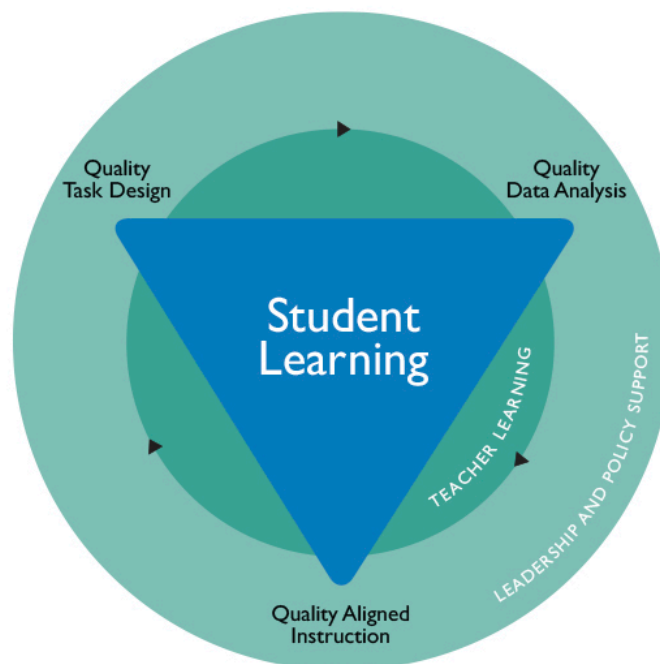 Quality
Task Design
Quality
Data Analysis
Student
Learning
TEACHER LEARNING
LEADERSHIP AND POLICY SUPPORT
Quality Aligned
Instruction